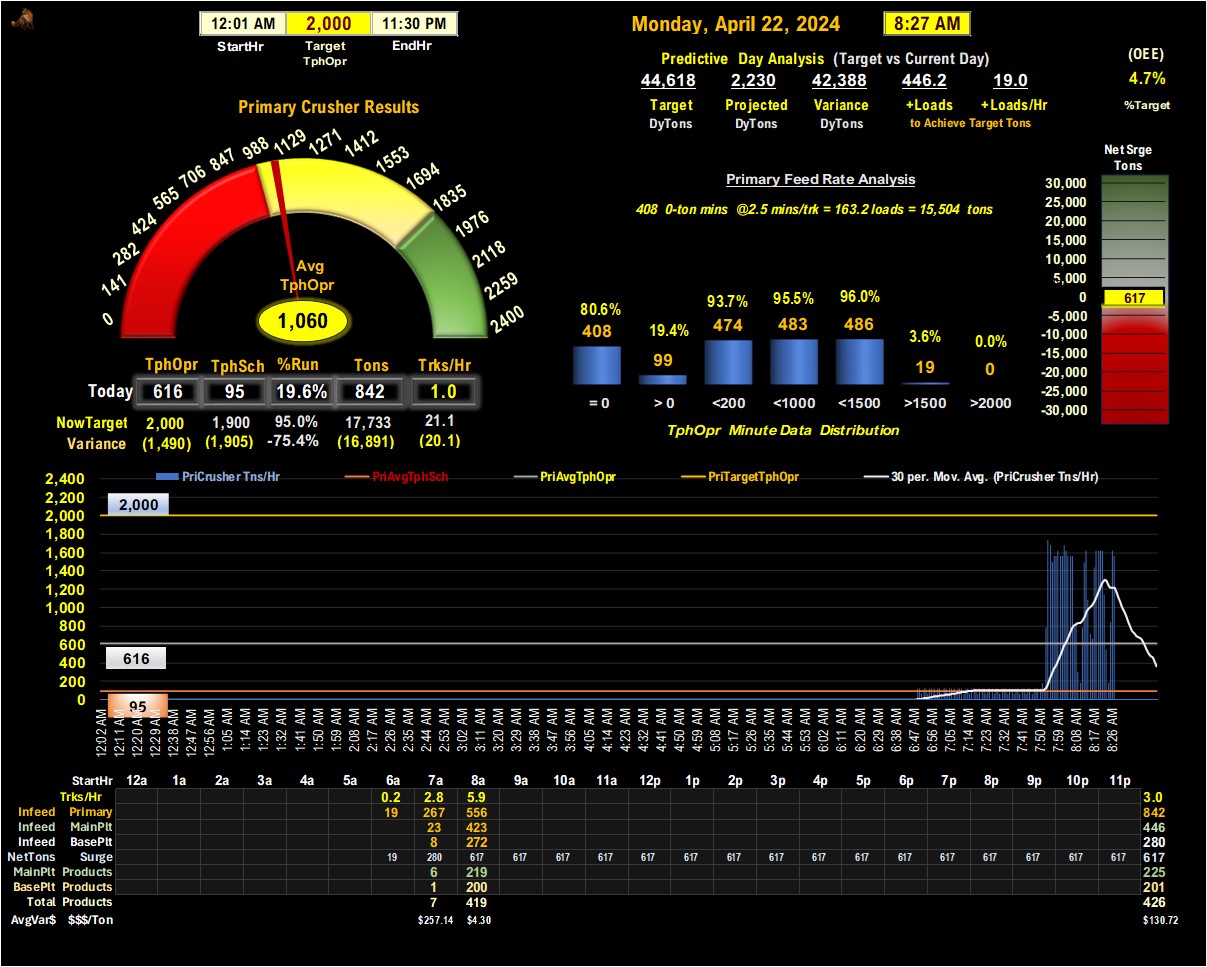 12:01 AM 2,000 11:30 PM
StartHr Target TphOpr EndHr
Monday, April 22, 2024 8:27 AM
Predictive Day Analysis (Target vs Current Day)
44,618 2,230 42,388 446.2 19.0
Target Projected Variance +Loads +Loads/Hr
DyTons DyTons DyTons to Achieve Target Tons
(OEE)
4.7%
%Target
Primary Crusher Results
0 141 282 424 565 706 847 988 1129 1271 1412 1553 1694 1835 1976 2118 2259 2400
Avg
TphOpr
1,060
TphOpr TphSch %Run Tons Trks/Hr
Today 616 95 19.6% 842 1.0
NowTarget 2,000 1,900 95.0% 17,733 21.1
Variance (1,490) (1,905) -75.4% (16,891) (20.1)
Primary Feed Rate Analysis
408 0-ton mins @2.5 mins/trk = 163.2 loads = 15,504 tons
80.6% 19.4% 93.7% 95.5% 96.0% 3.6% 0.0%
408 99 474 483 486 19 0
= 0 > 0 <200 <1000 <1500 >1500 >2000
TphOpr Minute Data Distribution
Net Srge
Tons
30,000
25,000
20,000
15,000
10,000
5,000
0 617
-5,000
-10,000
-15,000
-20,000
-25,000
-30,000
PriCrusher Tns/Hr PriAvgTphSch PriAvgTphOpr PriTargetTphOpr 30 per. Mov. Avg. (PriCrusher Tns/Hr)
2,400
2,200
2,000 2,000
1,800
1,600
1,400
1,200
1,000
800
600
400 616
200
0 95
12:02 AM 12:11 AM 12:20 AM 12:29 AM 12:38 AM 12:47 AM 12:56 AM 1:05 AM 1:14 AM 1:23 AM 1:32 AM 1:41 AM 1:50 AM 1:59 AM 2:08 AM 2:17 AM 2:26 AM 2:35 AM 2:44 AM 2:53 AM 3:02 AM 3:11 AM 3:20 AM 3:29 AM 3:38 AM 3:47 AM 3:56 AM 4:05 AM 4:14 AM 4:23 AM 4:32 AM 4:41 AM 4:50 AM 4:59 AM 5:08 AM 5:17 AM 5:26 AM 5:35 AM 5:44 AM 5:53 AM 6:02 AM 6:11 AM 6:20 AM 6:29 AM 6:38 AM 6:47 AM 6:56 AM 7:05 AM 7:14 AM 7:23 AM 7:32 AM 7:41 AM 7:50 AM 7:59 AM 8:08 AM 8:17 AM 8:26 AM
StartHr 12a 1a 2a 3a 4a 5a 6a 7a 8a 9a 10a 11a 12p 1p 2p 3p 4p 5p 6p 7p 8p 9p 10p 11p
Trks/Hr 0.2 2.8 5.9 3.0
Infeed Primary 19 267 556 842
Infeed MainPlt 23 423 446
Infeed BasePlt 8 272 280
NetTons Surge 19 280 617 617 617 617 617 617 617 617 617 617 617 617 617 617 617 617 617
MainPlt Products 6 219 225
BasePlt Products 1 200 201
Total Products 7 419 426
AvgVar$ $$$/Ton $257.14 $4.30 $130.72